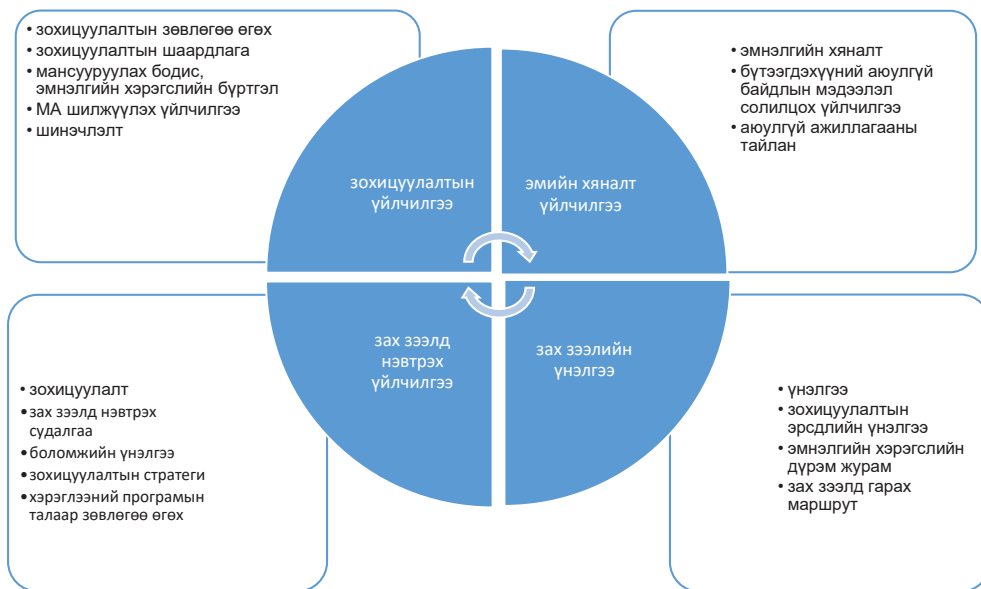 • зохицуулалтын зөвлөгөө өгөх
• зохицуулалтын шаардлага
• мансууруулах бодис,
эмнэлгийн хэрэгслийн бүртгэл
• МА шилжүүлэх үйлчилгээ
• шинэчлэлт
• эмнэлгийн хяналт
• бүтээгдэхүүний аюулгүй
байдлын мэдээлэл
солилцох үйлчилгээ
• аюулгүй ажиллагааны
тайлан
зохицуулалтын
үйлчилгээ
эмийн хяналт
үйлчилгээ
зах зээлд
нэвтрэх
үйлчилгээ
зах зээлийн
үнэлгээ
• зохицуулалт
• зах зээлд нэвтрэх
судалгаа
• боломжийн үнэлгээ
• зохицуулалтын стратеги
• хэрэглээний програмын
талаар зөвлөгөө өгөх
• үнэлгээ
• зохицуулалтын
эрсдлийн үнэлгээ
• эмнэлгийн хэрэгслийн
дүрэм журам
• зах зээлд гарах
маршрут